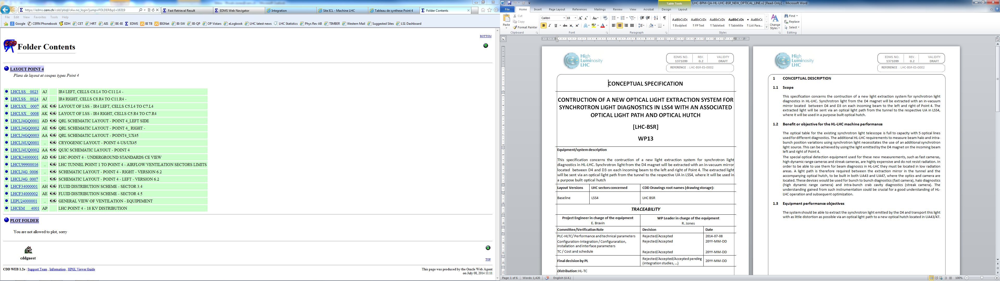 https://edms.cern.ch/cdd/plsql/c4w.no_login?jump=FOLDER&p1=16319
Fast Retrieval Result
EDMS Web Navigator
Integration
Site ICL - Machine LHC
Tableau de synthese Point 4
Folder Contents
File Edit View Favorites Tools Help
Google CERN Phonebook EDH CET HRT AIS BE-BI EDMS BI TB BIGNet BI-SW BI-QP OP Vistars eLogbook LHC latest news LHC Statistics Phys Rev AB TIMBER Western Mail Suggested Sites LS1 Dashboard
BOTTOM
CDD
Folder Contents
LAYOUT POINT 4
Plans de layout et coupes types Point 4
LHCLSS 0023 AJ IR4 LEFT, CELLS C8.L4 TO C11.L4 -
LHCLSS 0024 AJ IR4 RIGHT, CELLS C8.R4 TO C11.R4 -
LHCLSX 0007 AK LAYOUT OF LSS - IR4 LEFT, CELLS C5.L4 TO C7.L4
LHCLSX 0008 AK LAYOUT OF LSS - IR4 RIGHT, CELLS C5.R4 TO C7.R4
LHCLJ4GQ0001 AD QRL SCHEMATIC LAYOUT - POINT 4_LEFT SIDE
LHCLJ4GQ0002 AE QRL SCHEMATIC LAYOUT - POINT 4_ RIGHT -
LHCLJ4GQ0003 AA QRL SCHEMATIC LAYOUT - POINT4_UX45
LHCLJ4UQ0001 .. CRYOGENIC LAYOUT - POINT 4-US/UX45
LHCLJ4UQ0002 AA QUIC SCHEMATIC LAYOUT - POINT 4
LHCK34000001 AD LHC-POINT 4 - UNDERGROUND STANDARDS CE VIEW
LHCU99900016 .. LHC TUNNEL POINT 1 TO POINT 4 - AIRFLOW VENTILATION SECTORS LIMITS
LHCLJ4G 0006 .. SCHEMATIC LAYOUT - POINT 4 - RIGHT - VERSION 6.2
LHCLJ4G 0007 .. SCHEMATIC LAYOUT - POINT 4 - LEFT - VERSION 6.2
LHCF34000001 AH FLUID DISTRIBUTION SCHEME - SECTOR 3.4
LHCF34000002 AE FLUID DISTRIBUTION SCHEME - SECTOR 4.5
LEPU24000001 .. GENERAL VIEW OF VENTILATION - EQUIPEMENT
LHCEM 4001 AP LHC POINT 4 - 18 KV DISTRIBUTION
PLOT FOLDER
You are not allowed to plot, sorry
cddguest
TOP
CDD WEB 1.2e : Support Team , Information , HPGL Viewer Guide
This page was produced by the Oracle Web Agent
on July 08, 2014 11:11
Table Tools
LHC-BPM-QA-HL-LHC-BSR_NEW_OPTICAL_LINE.v2 [Read-Only] - Microsoft Word
File Home Insert Page Layout References Mailings Review View Acrobat Design Layout
Paste
Cut
Copy
Format Painter
Clipboard
Calibri 18
Font
Paragraph
AaBbCcDc AaBbCcDc AaBbCcDc AaBbCcDc • AaBbCc
¶ Bodytext ¶ FP Text ¶ Tabletext ¶ Tabletitle ¶ List Para...
Change
Styles
Styles
Find
Replace
Select
Editing
High
Luminosity
LHC
EDMS NO. REV. VALIDITY
1371099 0.2 DRAFT
REFERENCE : LHC-BSR-ES-0002
CONCEPTUAL SPECIFICATION
CONTRUCTION OF A NEW OPTICAL LIGHT EXTRACTION SYSTEM FOR
SYNCHROTRON LIGHT DIAGNOSTICS IN LSS4 WITH AN ASSOCIATED
OPTICAL LIGHT PATH AND OPTICAL HUTCH
[LHC-BSR]
WP13
Equipment/system description
This specification concerns the contruction of a new light extraction system for synchrotron light
diagnostics in HL-LHC. Synchrotron light from the D4 magnet will be extracted with an in-vacuum mirror
located between D4 and D3 on each incoming beam to the left and right of Point 4. The extracted light
will be sent via an optical light path from the tunnel to the respective UA in LSS4, where it will be used in
a purpose built optical hutch
Layout Versions LHC sectors concerned CDD Drawings root names (drawing storage):
Baseline LSS4 LHC BSR
TRACEABILITY
Project Engineer in charge of the equipment
E. Bravin
WP Leader in charge of the equipment
R. Jones
Committee/Verification Role Decision Date
PLC-HLTC/ Performance and technical parameters Rejected/Accepted 2014-07-08
Configuration-Integration / Configuraration, Rejected/Accepted 20YY-MM-DD
installation and interface parameters
TC / Cost and schedule Rejected/Accepted 20YY-MM-DD
Final decision by PL Rejected/Accepted/Accepted pending 20YY-MM-DD
(integration studies, ...)
Distribution: HL-TC
High
Luminosity
LHC
EDMS NO. REV. VALIDITY
1371099 0.2 DRAFT
REFERENCE : LHC-BSR-ES-0002
1 CONCEPTUAL DESCRIPTION
1.1 Scope
This specification concerns the contruction of a new light extraction system for synchrotron light
diagnostics in HL-LHC. Synchrotron light from the D4 magnet will be extracted with an in-vacuum
mirror located between D4 and D3 on each incoming beam to the left and right of Point 4. The
extracted light will be sent via an optical light path from the tunnel to the respective UA in LSS4,
where it will be used in a purpose built optical hutch.
1.2 Benefit or objective for the HL-LHC machine performance
The optical table for the existing synchrotron light telescope is full to capacity with 5 optical lines
used for different diagnostics. The additional HL-LHC requirements to measure beam halo and intra-
bunch position variations using synchrotron light necessitates the use of an additional synchrotron
light source. This can be achieved by using the light emitted by the D4 magnet on the incoming beam
left and right of Point 4.
The special optical detection equipment used for these new measurements, such as fast cameras,
high dynamic range cameras and streak cameras, are highly expensive and do not resist radiation. In
order to be able to use them for beam diagnostics in HL-LHC they must be located in low radiation
areas. A light path is therefore required between the extraction mirror in the tunnel and the
accompanying optical hutch, to be built in both UA43 and UA47, where the optics and camera are
located. These devices would be used for bunch to bunch diagnostics (fast camera), halo diagnostics
(high dynamic range camera) and intra-bunch crab cavity diagnostics (streak camera). The
understanding gained from such instrumentation could be crucial for a good understanding of HL-
LHC operation and subsequent optimization.
1.3 Equipment performance objectives
The system should be able to extract the synchrotron light emitted by the D4 and transport this light
with as little distortion as possible via an optical light path to a new optical hutch located in UA43/47.
Page: 1 of 6 Words: 1,420 English (U.K.) 100%